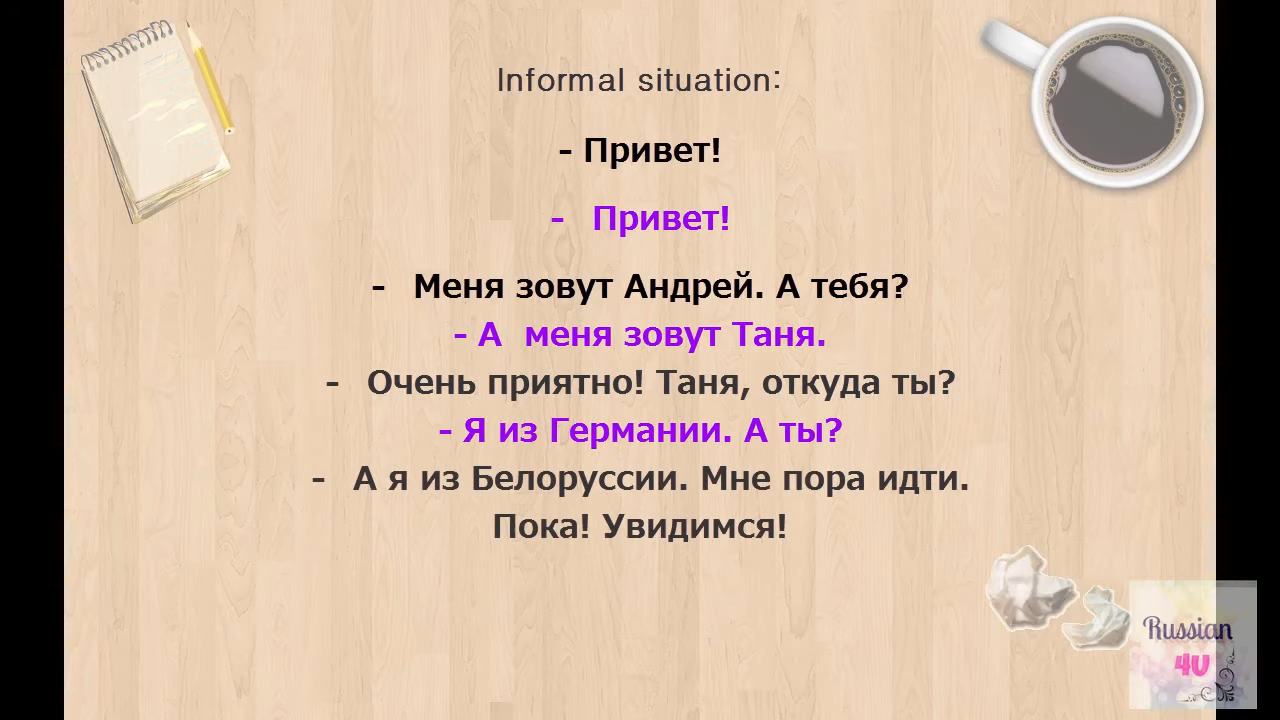 Informal situation:
- Привет!
- Привет!
- Меня зовут Андрей. А тебя?
- А меня зовут Таня.
- Очень приятно! Таня, откуда ты?
- Я из Германии. А ты?
- А я из Белоруссии. Мне пора идти.
Пока! Увидимся!
Russian
4U